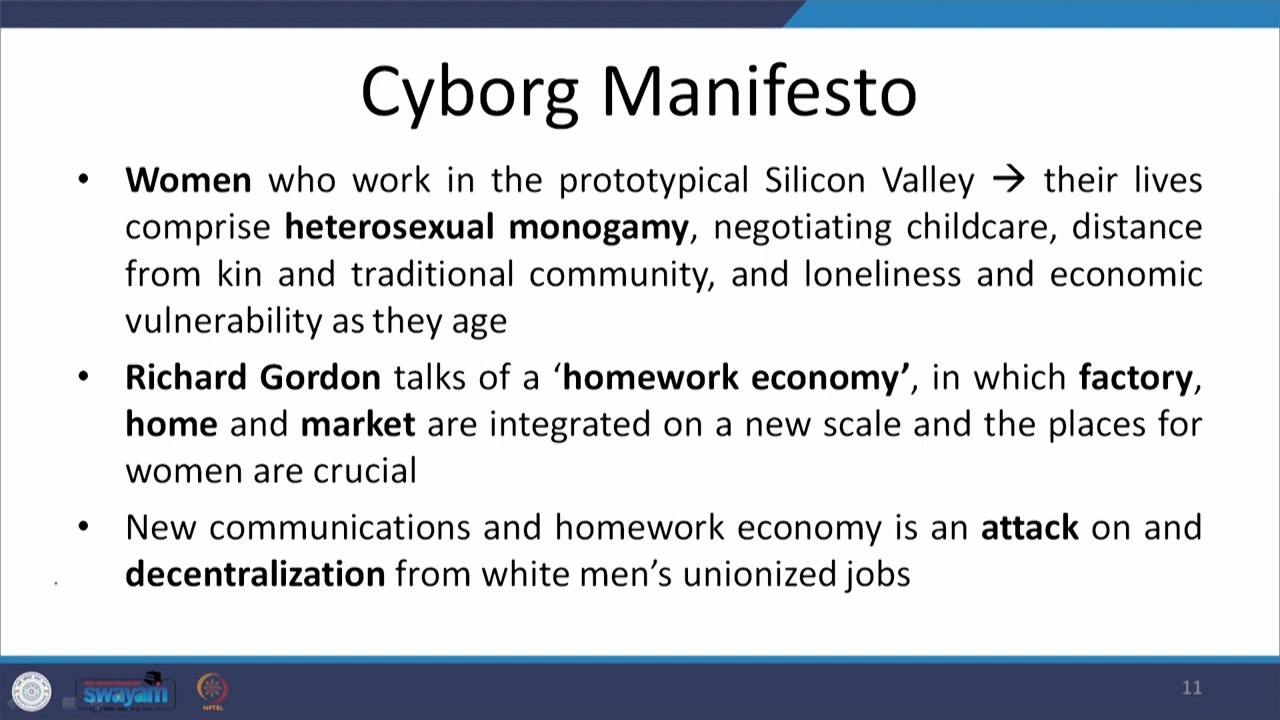 Cyborg Manifesto
• Women who work in the prototypical Silicon Valley → their lives
comprise heterosexual monogamy, negotiating childcare, distance
from kin and traditional community, and loneliness and economic
vulnerability as they age
• Richard Gordon talks of a ‘homework economy’, in which factory,
home and market are integrated on a new scale and the places for
women are crucial
• New communications and homework economy is an attack on and
decentralization from white men’s unionized jobs
swayam
NPTEL
11